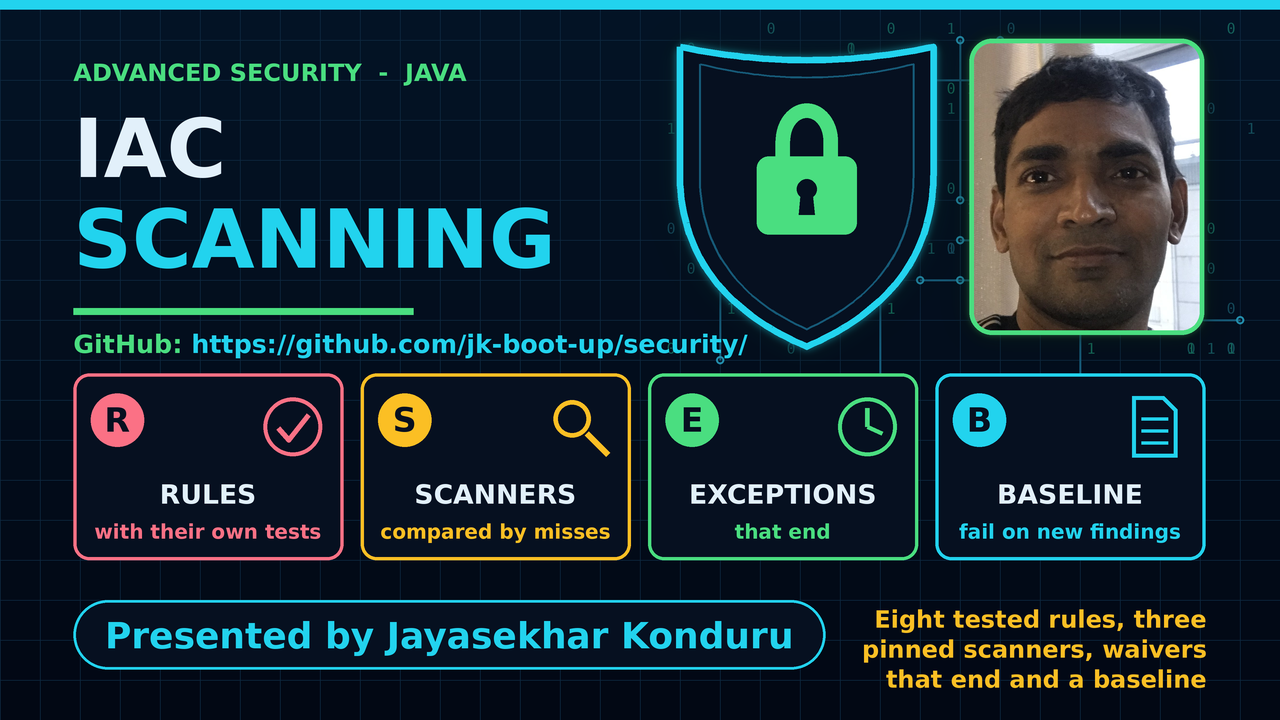 ADVANCED SECURITY - JAVA
IAC
SCANNING
GitHub: https://github.com/jk-boot-up/security/
R
RULES
with their own tests
S
SCANNERS
compared by misses
E
EXCEPTIONS
that end
B
BASELINE
fail on new findings
Presented by Jayasekhar Konduru
Eight tested rules, three
pinned scanners, waivers
that end and a baseline